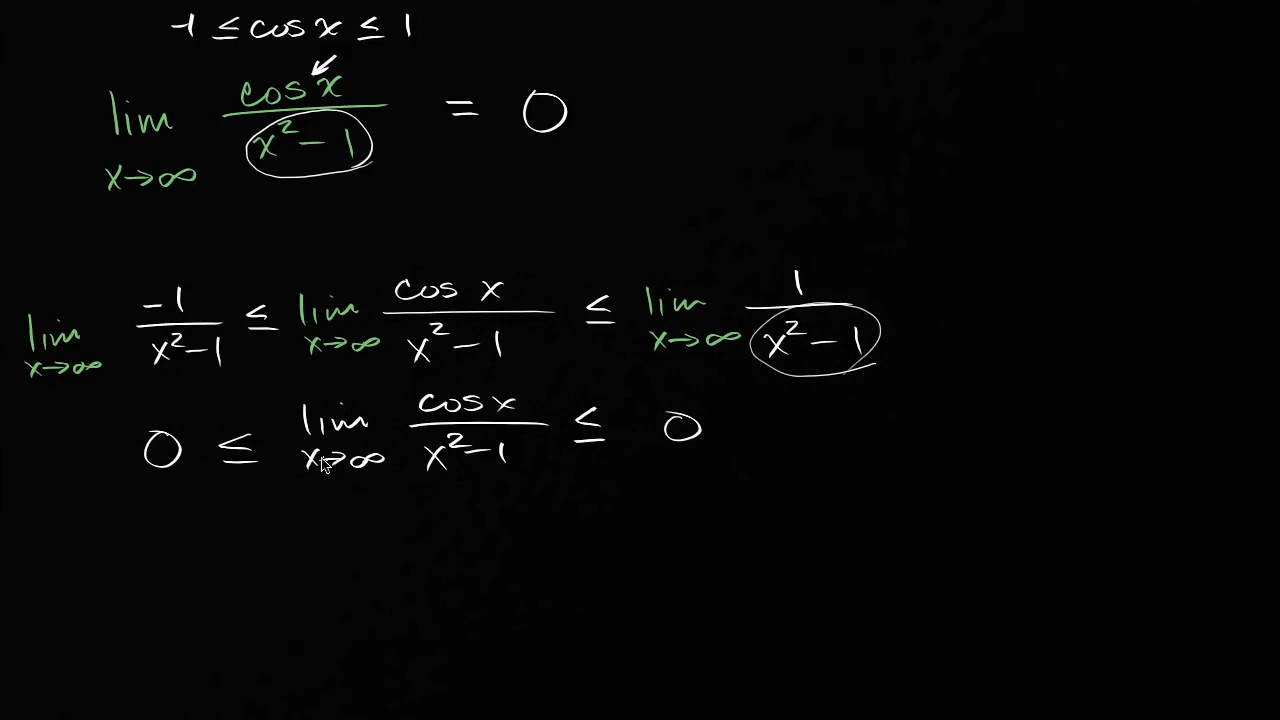 -1 ≤ cos x ≤ 1
lim x→∞ cos x / (x² - 1) = 0
lim x→∞ -1 / (x² - 1) ≤ lim x→∞ cos x / (x² - 1) ≤ lim x→∞ 1 / (x² - 1)
0 ≤ lim x→∞ cos x / (x² - 1) ≤ 0